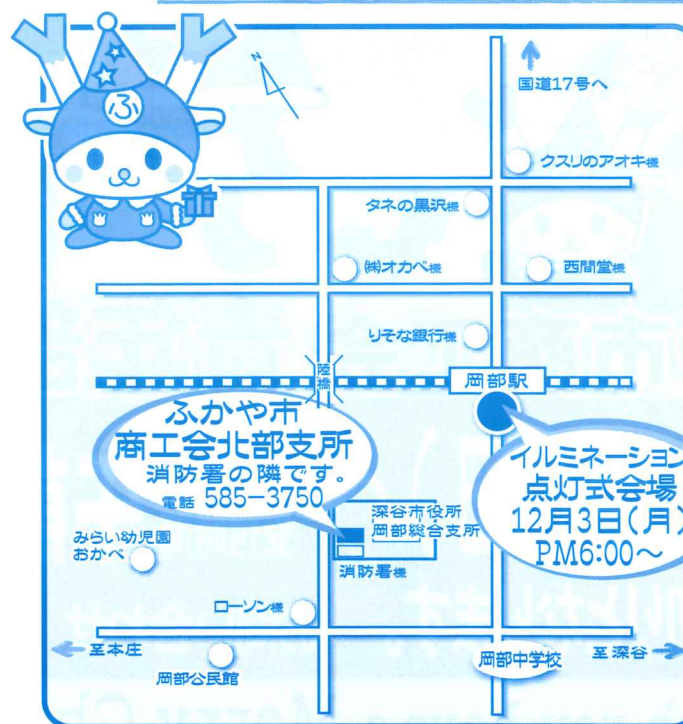 ふ
N
国道17号へ
クスリのアオキ様
タネの黒沢様
㈱オカベ様
西間堂様
りそな銀行様
陸橋
岡部駅
ふかや市
商工会北部支所
消防署の隣です。
電話 585-3750
イルミネーション
点灯式会場
12月3日(月)
PM6:00~
深谷市役所
岡部総合支所
みらい幼児園
おかべ
消防署様
ローソン様
至本庄
岡部公民館
岡部中学校
至深谷